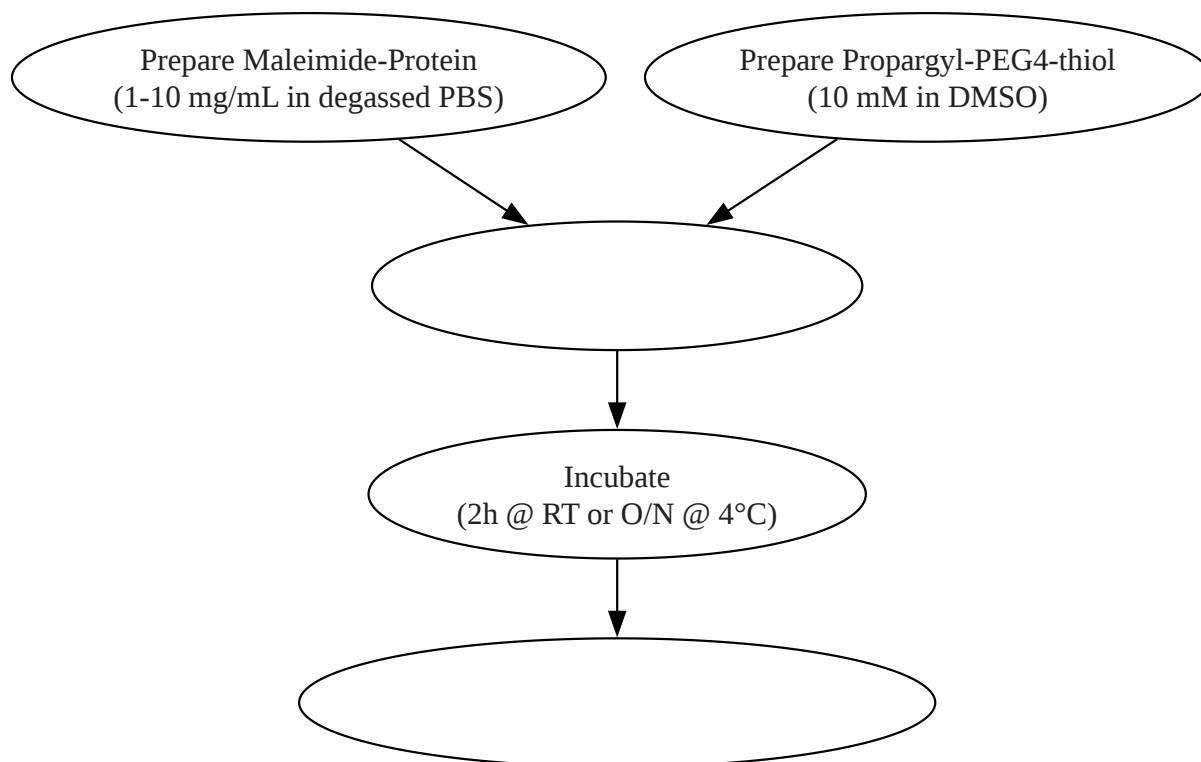 Prepare Maleimide-Protein
(1-10 mg/mL in degassed PBS)
Prepare Propargyl-PEG4-thiol
(10 mM in DMSO)
Incubate
(2h @ RT or O/N @ 4°C)